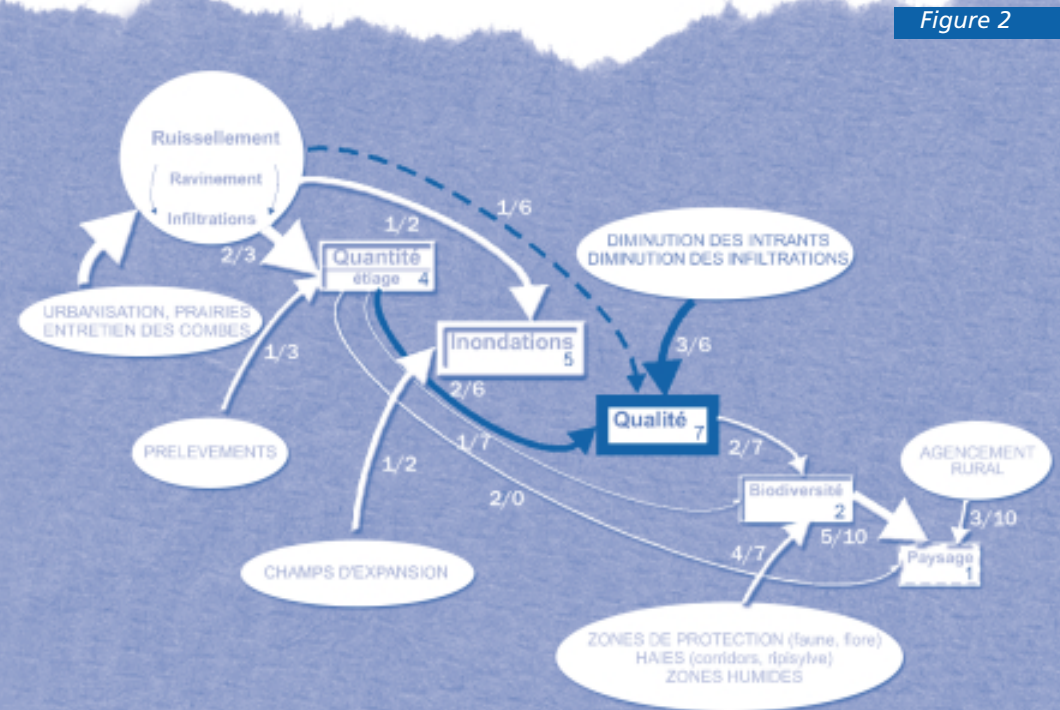 Figure 2
Ruissellement
Ravinement
Infiltrations
1/6
1/2
2/3
Quantité
étiage 4
DIMINUTION DES INTRANTS
DIMINUTION DES INFILTRATIONS
URBANISATION, PRAIRIES
ENTRETIEN DES COMBES
1/3
Inondations
5
3/6
2/6
Qualité
7
PRELEVEMENTS
1/7
2/7
AGENCEMENT
RURAL
1/2
2/0
Biodiversité
2
3/10
5/10
4/7
Paysage
1
CHAMPS D'EXPANSION
ZONES DE PROTECTION (faune, flore)
HAIES (corridors, ripisylve)
ZONES HUMIDES